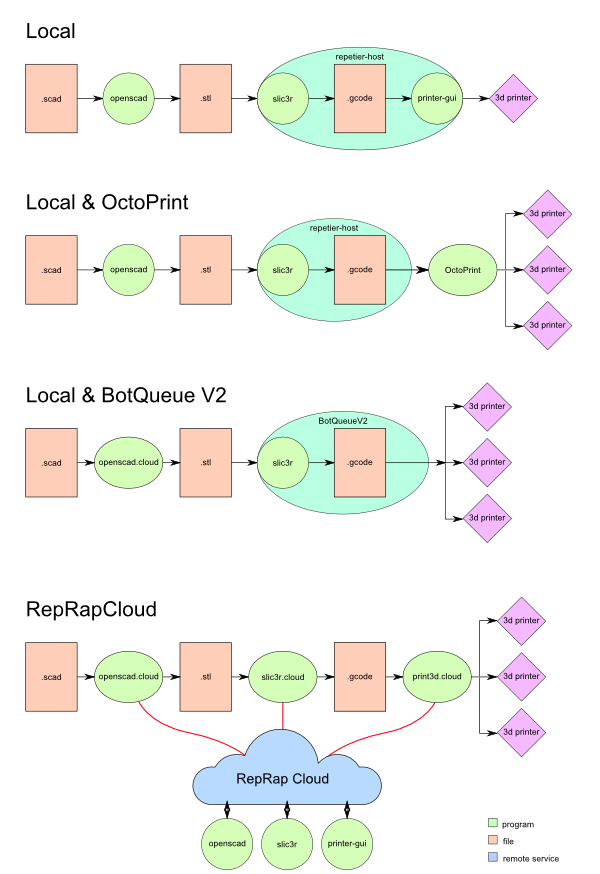 Local
repetier-host
.scad
openscad
.stl
slic3r
.gcode
printer-gui
3d printer
Local & OctoPrint
3d printer
repetier-host
.scad
openscad
.stl
slic3r
.gcode
OctoPrint
3d printer
3d printer
Local & BotQueue V2
3d printer
BotQueueV2
.scad
openscad.cloud
.stl
slic3r
.gcode
3d printer
3d printer
RepRapCloud
3d printer
.scad
openscad.cloud
.stl
slic3r.cloud
.gcode
print3d.cloud
3d printer
3d printer
RepRap Cloud
openscad
slic3r
printer-gui
program
file
remote service